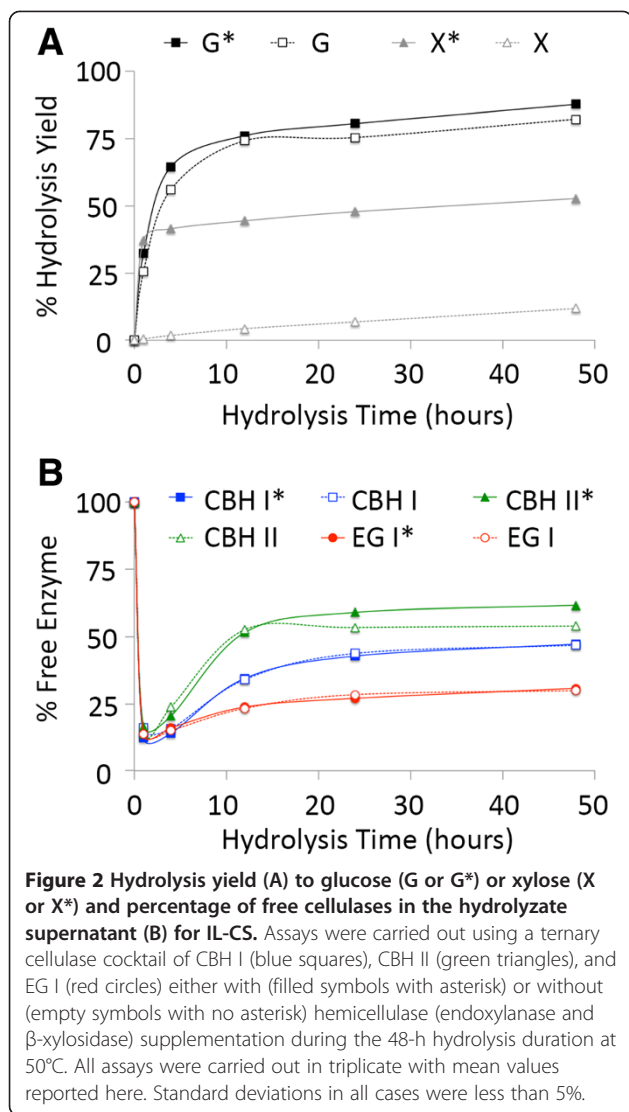 A
G* G X* X
100
75
50
25
0
% Hydrolysis Yield
0 10 20 30 40 50
Hydrolysis Time (hours)
B
CBH I* CBH I CBH II*
CBH II EG I* EG I
100
75
50
25
0
% Free Enzyme
0 10 20 30 40 50
Hydrolysis Time (hours)
Figure 2 Hydrolysis yield (A) to glucose (G or G*) or xylose (X
or X*) and percentage of free cellulases in the hydrolyzate
supernatant (B) for IL-CS. Assays were carried out using a ternary
cellulase cocktail of CBH I (blue squares), CBH II (green triangles), and
EG I (red circles) either with (filled symbols with asterisk) or without
(empty symbols with no asterisk) hemicellulase (endoxylanase and
β-xylosidase) supplementation during the 48-h hydrolysis duration at
50°C. All assays were carried out in triplicate with mean values
reported here. Standard deviations in all cases were less than 5%.